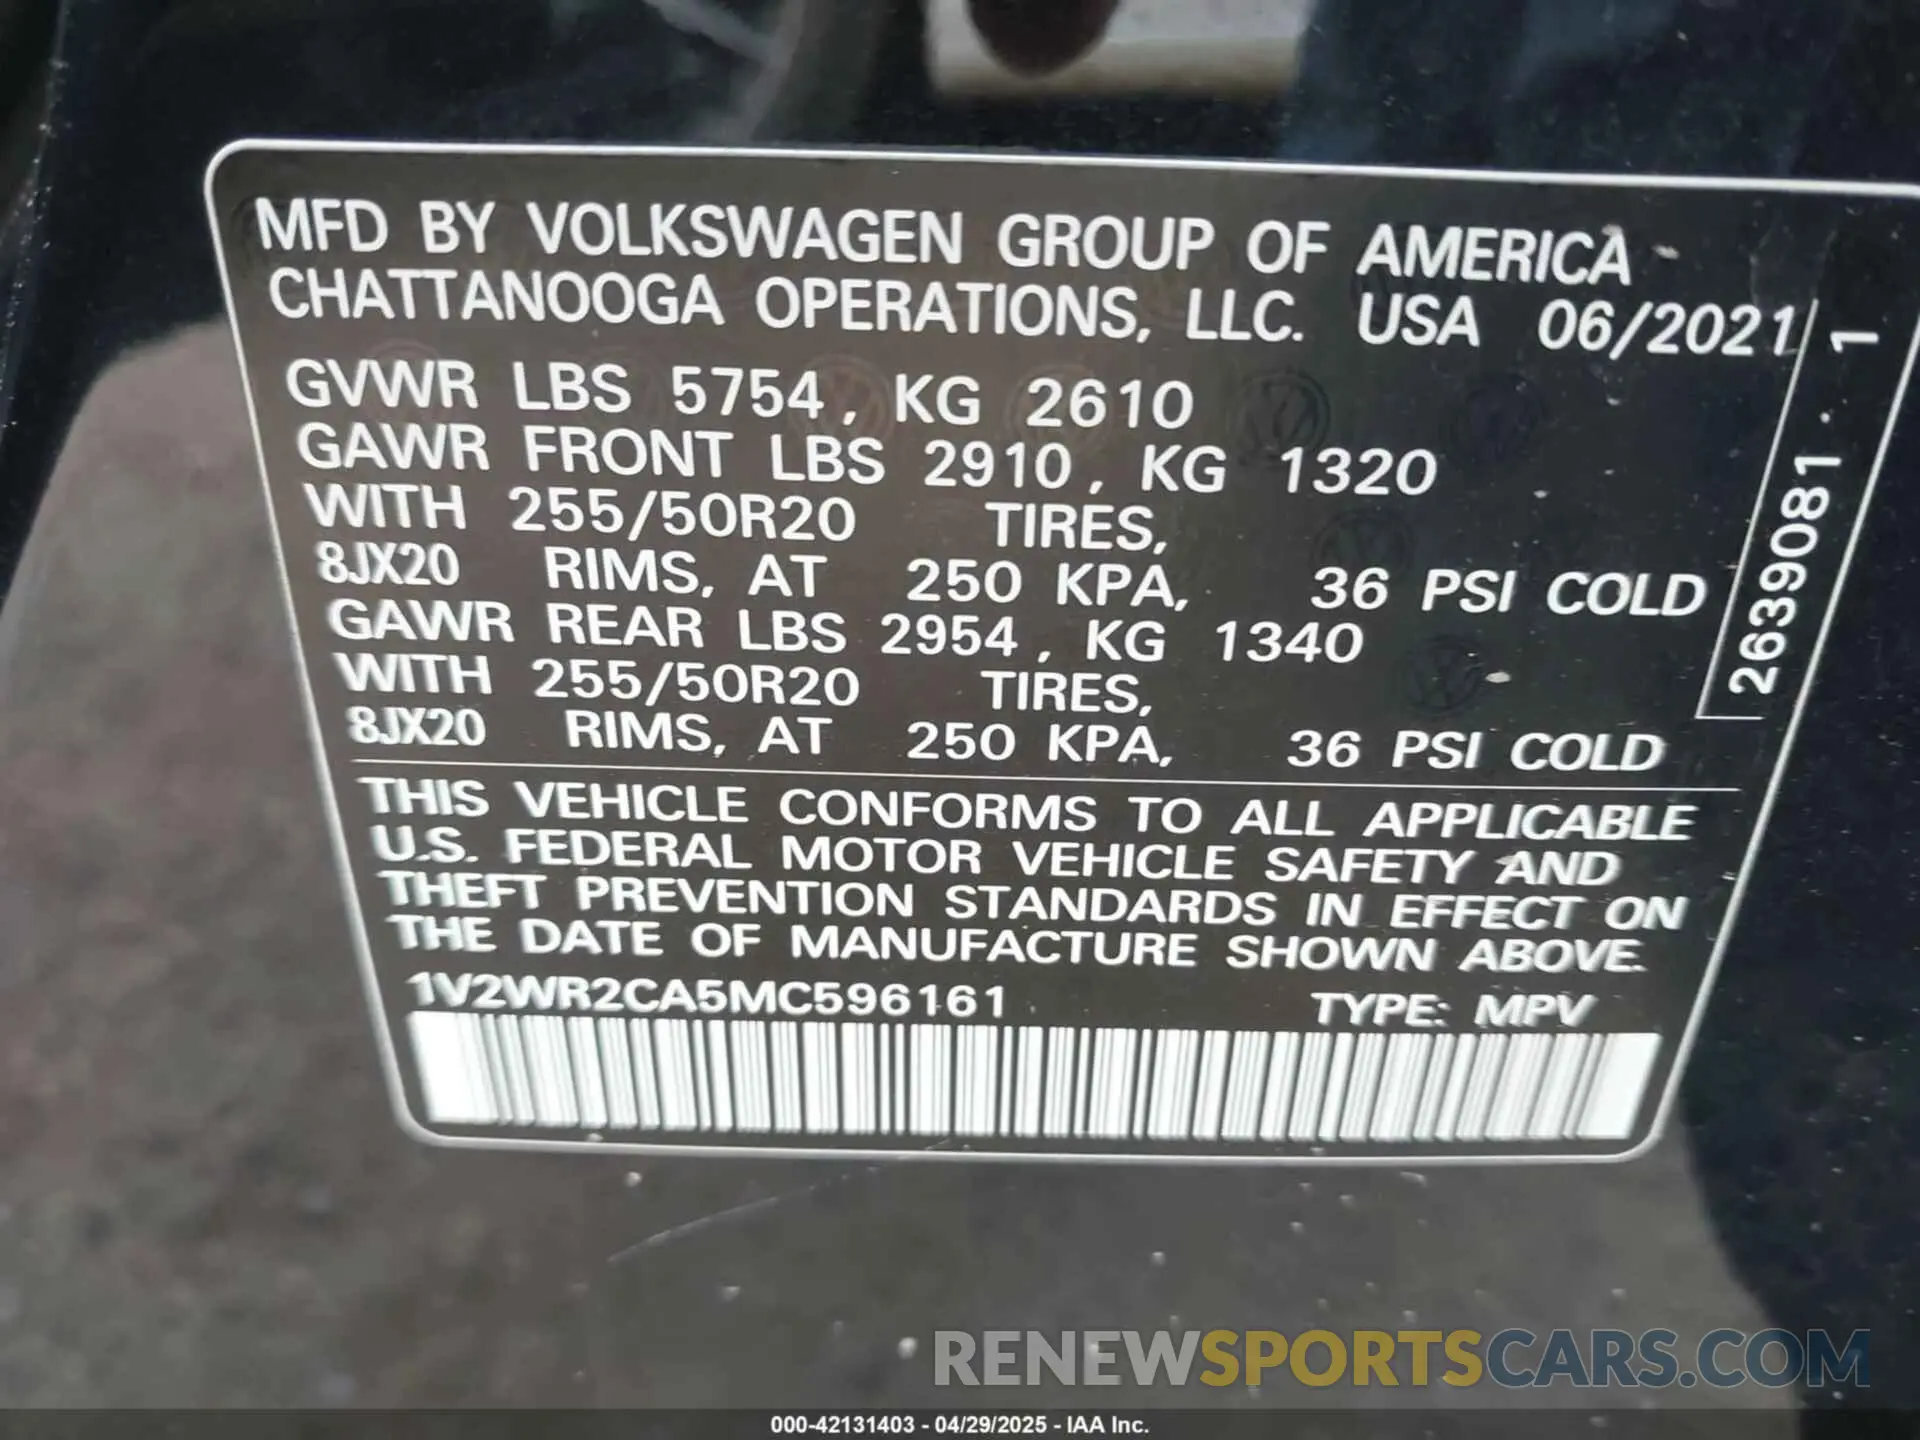 MFD BY VOLKSWAGEN GROUP OF AMERICA
CHATTANOOGA OPERATIONS, LLC. USA 06/2021
GVWR LBS 5754, KG 2610
GAWR FRONT LBS 2910, KG 1320
WITH 255/50R20 TIRES,
8JX20 RIMS, AT 250 KPA, 36 PSI COLD
GAWR REAR LBS 2954, KG 1340
WITH 255/50R20 TIRES,
8JX20 RIMS, AT 250 KPA, 36 PSI COLD
2639081.1
THIS VEHICLE CONFORMS TO ALL APPLICABLE
U.S. FEDERAL MOTOR VEHICLE SAFETY AND
THEFT PREVENTION STANDARDS IN EFFECT ON
THE DATE OF MANUFACTURE SHOWN ABOVE.
1V2WR2CA5MC596161 TYPE: MPV
RENEWSPORTSCARS.COM
000-42131403 - 04/29/2025 - IAA Inc.